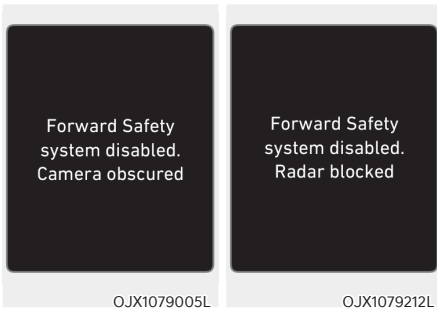 Forward Safety
system disabled.
Camera obscured
OJX1079005L
Forward Safety
system disabled.
Radar blocked
OJX1079212L